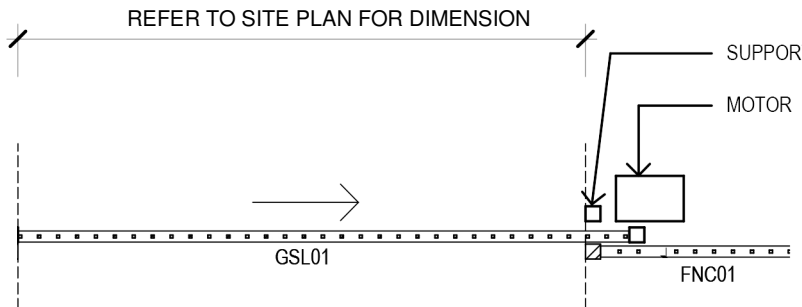 REFER TO SITE PLAN FOR DIMENSION
SUPPOR
MOTOR
GSL01
FNC01